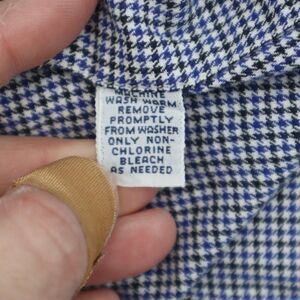 MACHINE
WASH WARM
REMOVE
PROMPTLY
FROM WASHER
ONLY NON-
CHLORINE
BLEACH
AS NEEDED